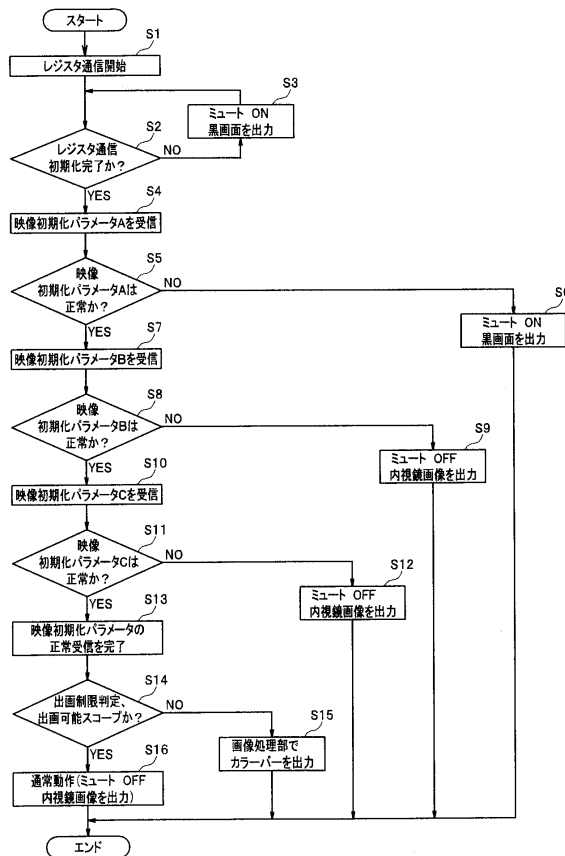 スタート
S1
レジスタ通信開始
S3
ミュート ON
黒画面を出力
S2
レジスタ通信
初期化完了か?
NO
YES
S4
映像初期化パラメータAを受信
S5
映像
初期化パラメータAは
正常か?
NO
YES
S6
ミュート ON
黒画面を出力
S7
映像初期化パラメータBを受信
S8
映像
初期化パラメータBは
正常か?
NO
YES
S9
ミュート OFF
内視鏡画像を出力
S10
映像初期化パラメータCを受信
S11
映像
初期化パラメータCは
正常か?
NO
YES
S12
ミュート OFF
内視鏡画像を出力
S13
映像初期化パラメータの
正常受信を完了
S14
出画制限判定、
出画可能スコープか?
NO
YES
S15
画像処理部で
カラーバーを出力
S16
通常動作(ミュート OFF
内視鏡画像を出力)
エンド